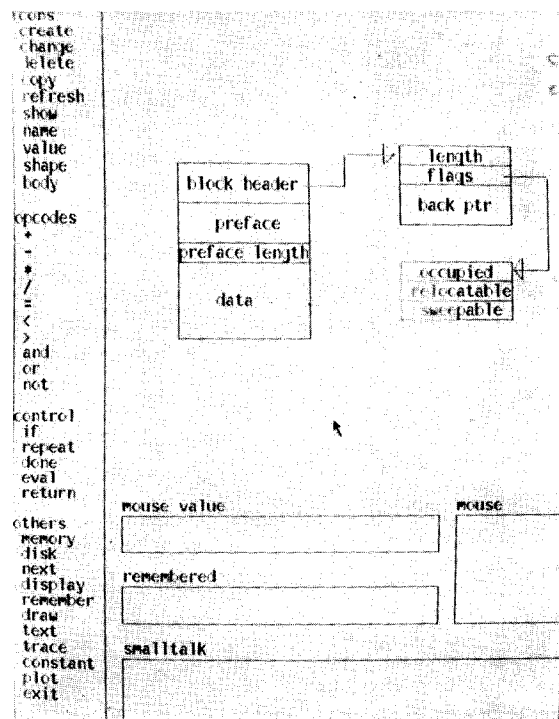 icons
create
change
delete
copy
refresh
show
name
value
shape
body
opcodes
+
-
*
/
=
<
>
and
or
not
control
if
repeat
done
eval
return
others
memory
disk
next
display
remember
draw
text
trace
constant
plot
exit
block header
preface
preface length
data
length
flags
back ptr
occupied
relocatable
sweepable
mouse value
mouse
remembered
smalltalk